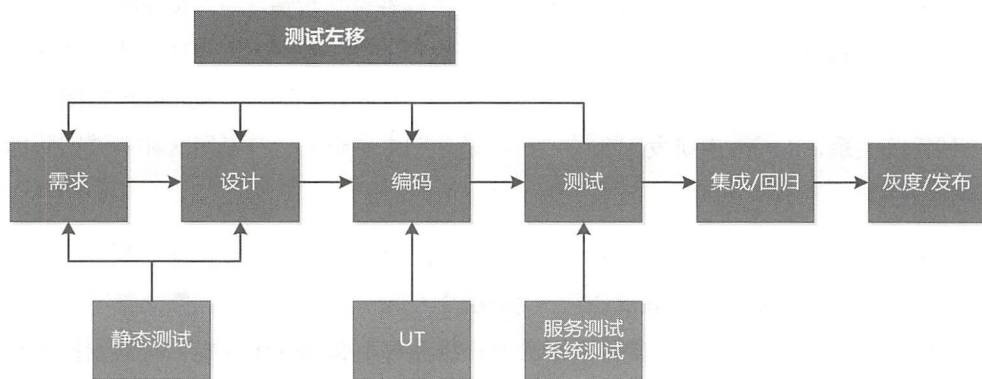 测试左移
需求
设计
编码
测试
集成/回归
灰度/发布
静态测试
UT
服务测试
系统测试